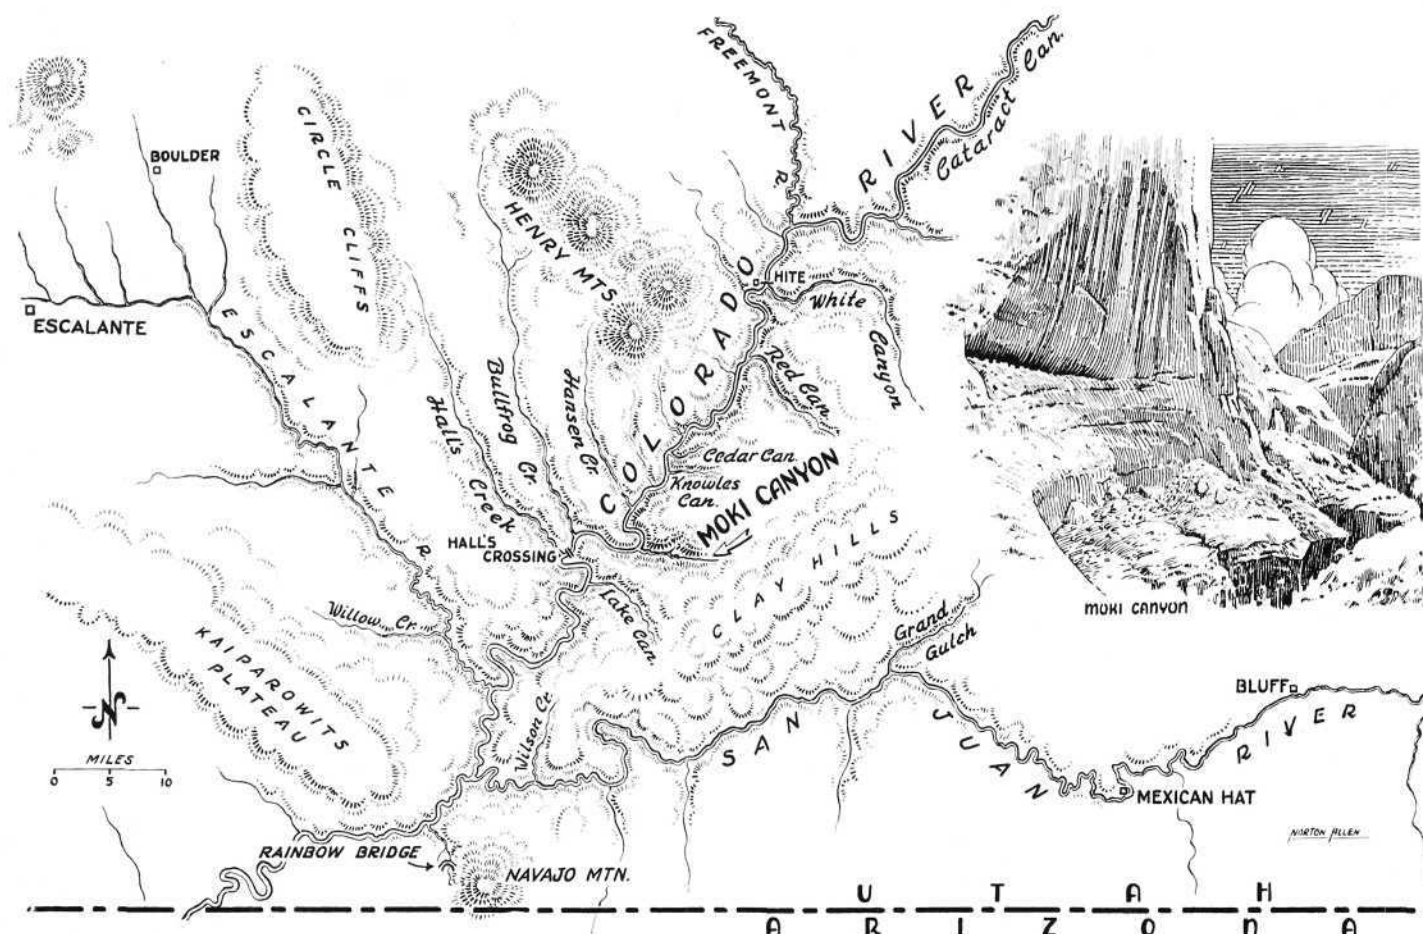 FREEMONT R.
COLORADO RIVER
Cataract Can.
BOULDER
CIRCLE CLIFFS
HENRY MTS
ESCALANTE
ESCALANTE R.
HITE
White Canyon
Red Can.
Hall's Creek
Bullfrog Cr.
Hansen Cr.
Cedar Can.
Knowles Can.
MOKI CANYON
HALL'S CROSSING
CLAY HILLS
Lake Can.
Willow Cr.
KAIPAROWITS PLATEAU
Grand Gulch
MOKI CANYON
N
MILES
0 5 10
Wilson Cr.
SAN JUAN RIVER
BLUFF
MEXICAN HAT
NORTON ALLEN
RAINBOW BRIDGE
NAVAJO MTN.
UTAH
ARIZONA